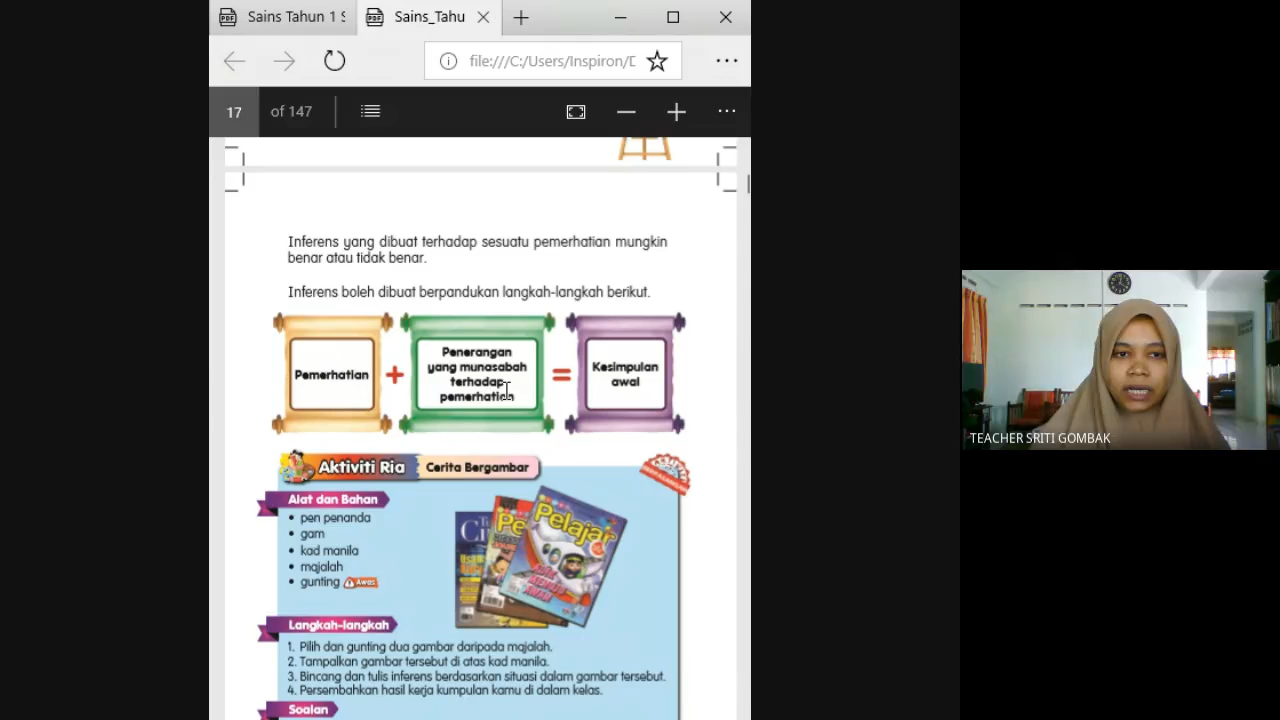 Sains Tahun 1 S
Sains_Tahu
file:///C:/Users/Inspiron/D
17 of 147
Inferens yang dibuat terhadap sesuatu pemerhatian mungkin
benar atau tidak benar.
Inferens boleh dibuat berpandukan langkah-langkah berikut.
Pemerhatian
+
Penerangan
yang munasabah
terhadap
pemerhatian
=
Kesimpulan
awal
Aktiviti Ria
Cerita Bergambar
Alat dan Bahan
• pen penanda
• gam
• kad manila
• majalah
• gunting Awas
Pelajar
Langkah-langkah
1. Pilih dan gunting dua gambar daripada majalah.
2. Tampalkan gambar tersebut di atas kad manila.
3. Bincang dan tulis inferens berdasarkan situasi dalam gambar tersebut.
4. Persembahkan hasil kerja kumpulan kamu di dalam kelas.
Soalan
TEACHER SRITI GOMBAK